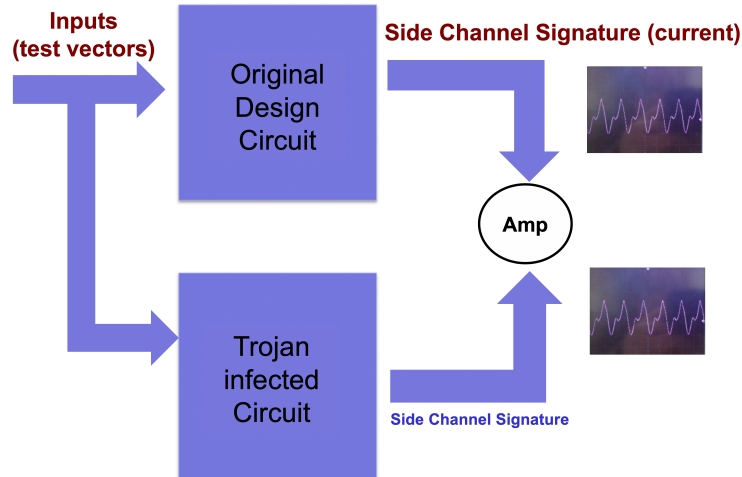 Inputs
(test vectors)
Side Channel Signature (current)
Original
Design
Circuit
Amp
Trojan
infected
Circuit
Side Channel Signature